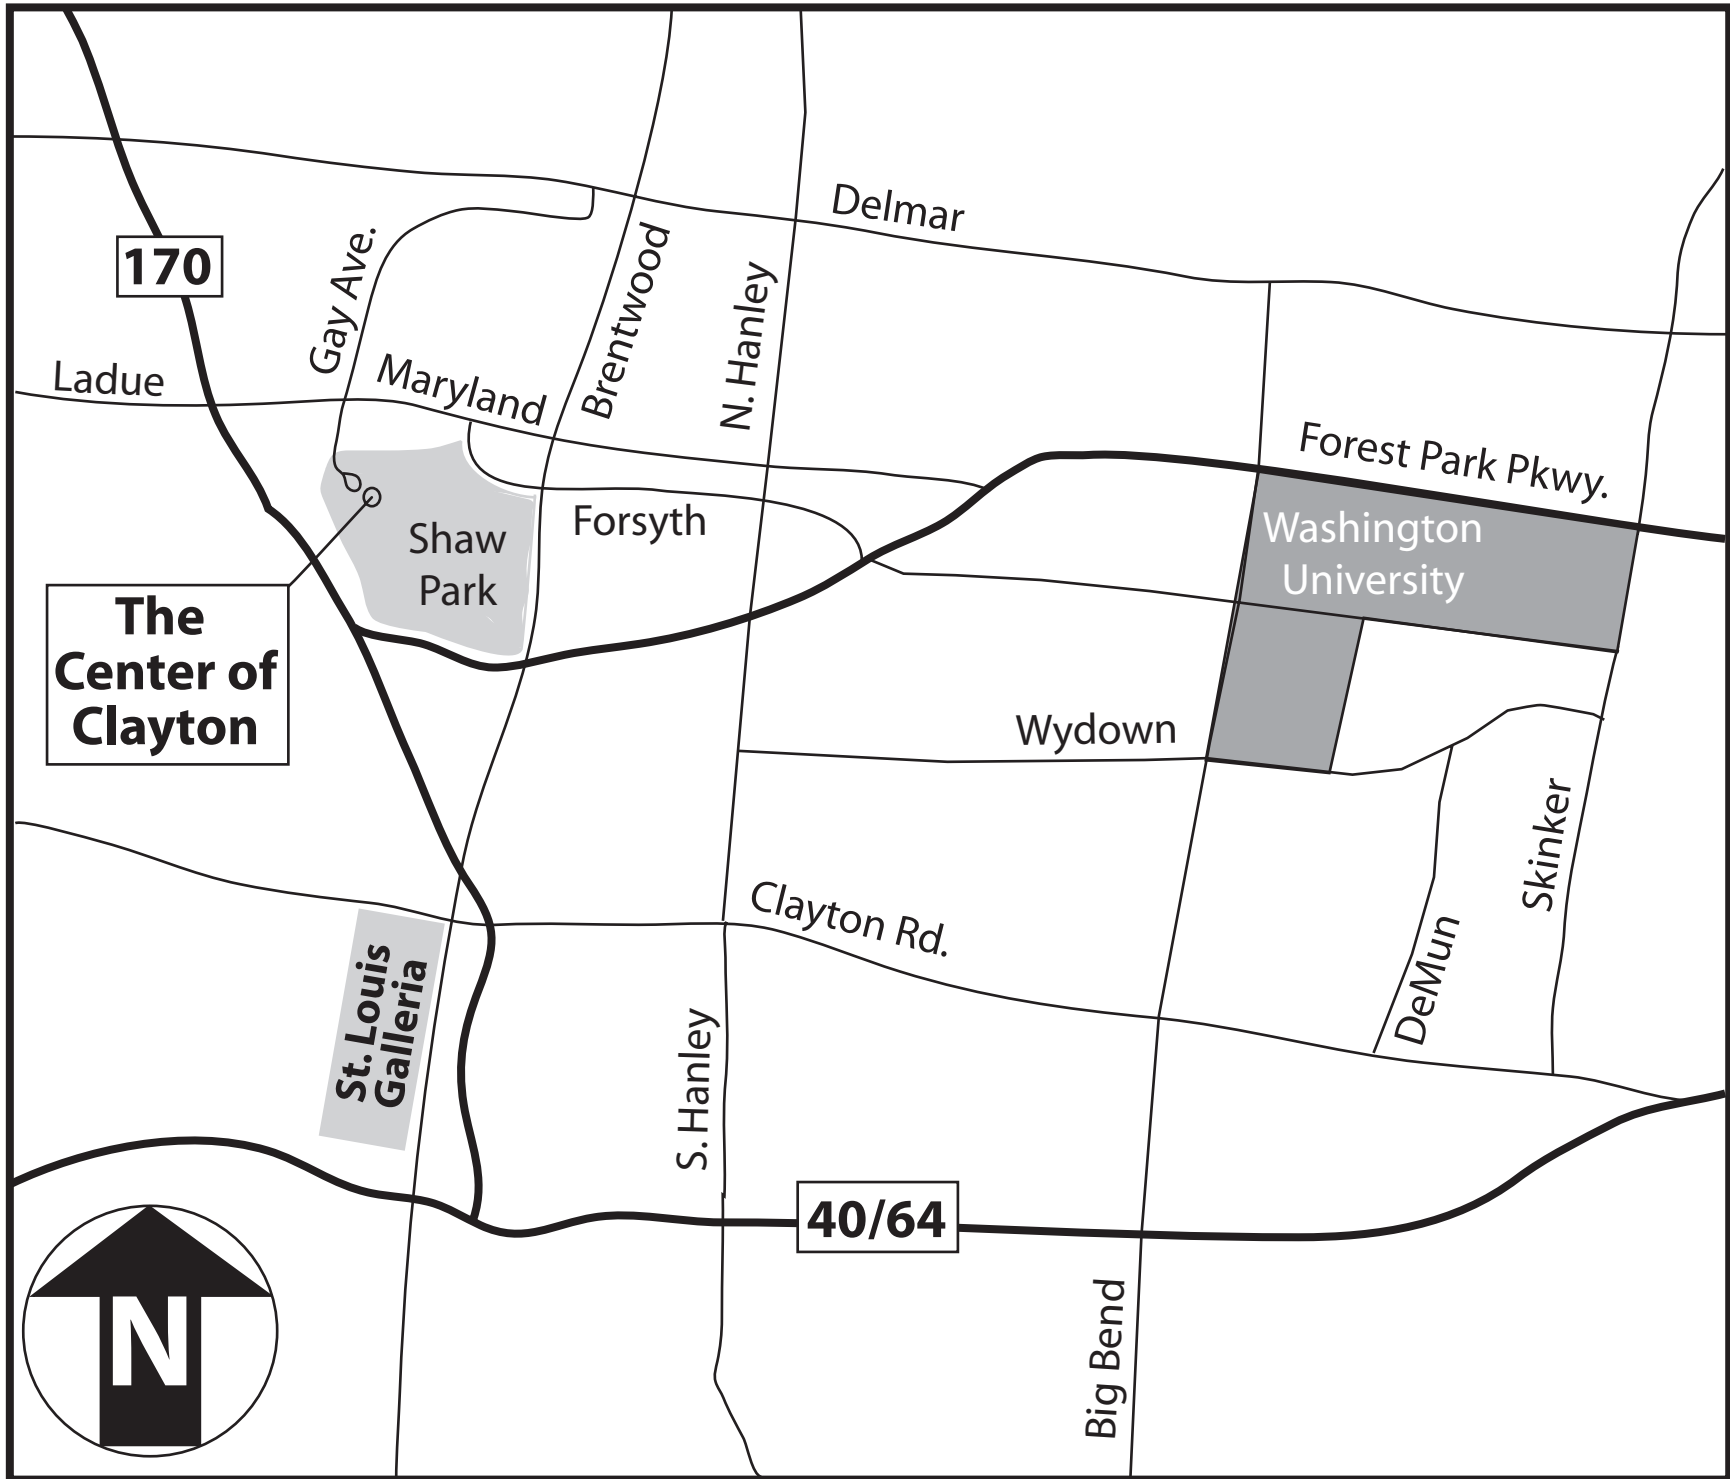 Delmar
170
Gay Ave.
Brentwood
N. Hanley
Ladue
Maryland
Forest Park Pkwy.
Forsyth
Shaw
Park
Washington
University
The
Center of
Clayton
Wydown
Skinker
Clayton Rd.
DeMun
St. Louis
Galleria
S. Hanley
40/64
Big Bend
N